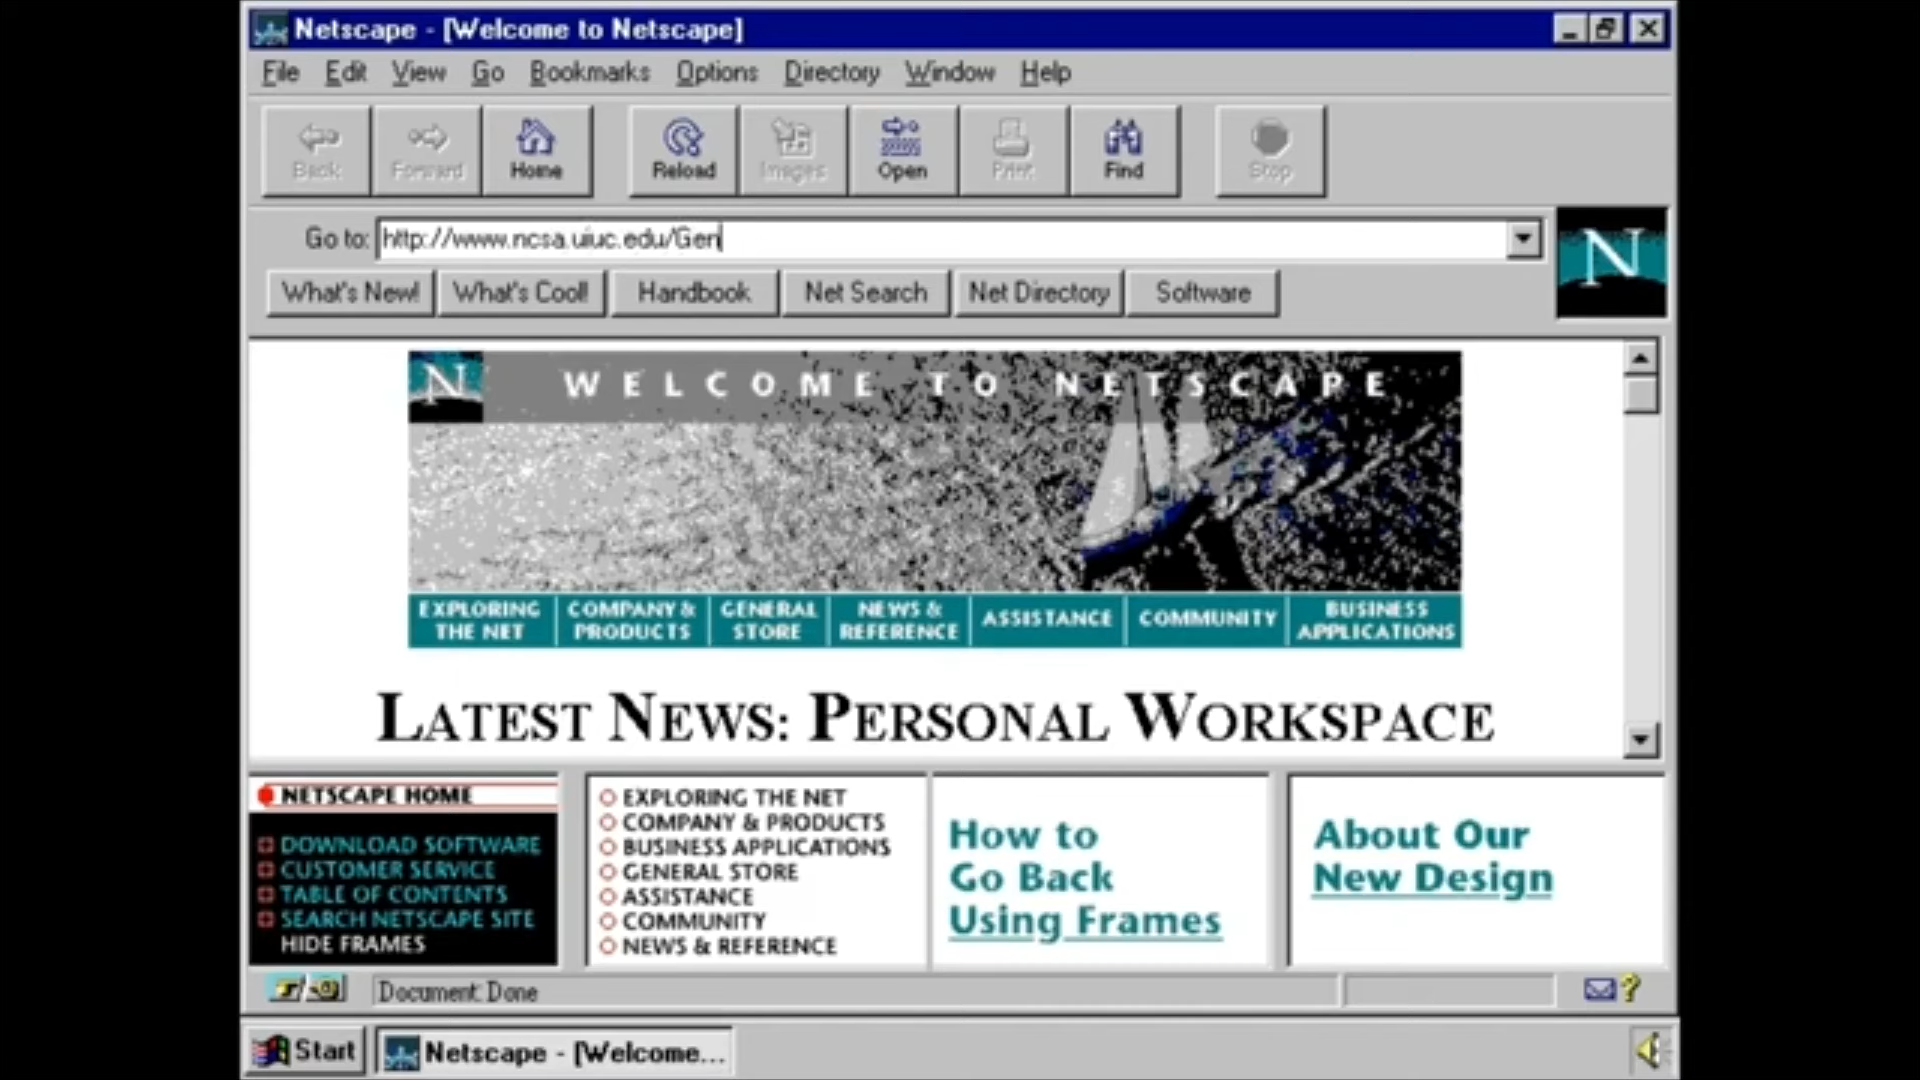 Netscape - [Welcome to Netscape]
File Edit View Go Bookmarks Options Directory Window Help
Back Forward Home Reload Images Open Print Find Stop
Go to: http://www.ncsa.uiuc.edu/Gen
N
What's New! What's Cool! Handbook Net Search Net Directory Software
N WELCOME TO NETSCAPE
EXPLORING THE NET
COMPANY & PRODUCTS
GENERAL STORE
NEWS & REFERENCE
ASSISTANCE
COMMUNITY
BUSINESS APPLICATIONS
LATEST NEWS: PERSONAL WORKSPACE
NETSCAPE HOME
DOWNLOAD SOFTWARE
CUSTOMER SERVICE
TABLE OF CONTENTS
SEARCH NETSCAPE SITE
HIDE FRAMES
EXPLORING THE NET
COMPANY & PRODUCTS
BUSINESS APPLICATIONS
GENERAL STORE
ASSISTANCE
COMMUNITY
NEWS & REFERENCE
How to
Go Back
Using Frames
About Our
New Design
Document: Done
?
Start Netscape - [Welcome...